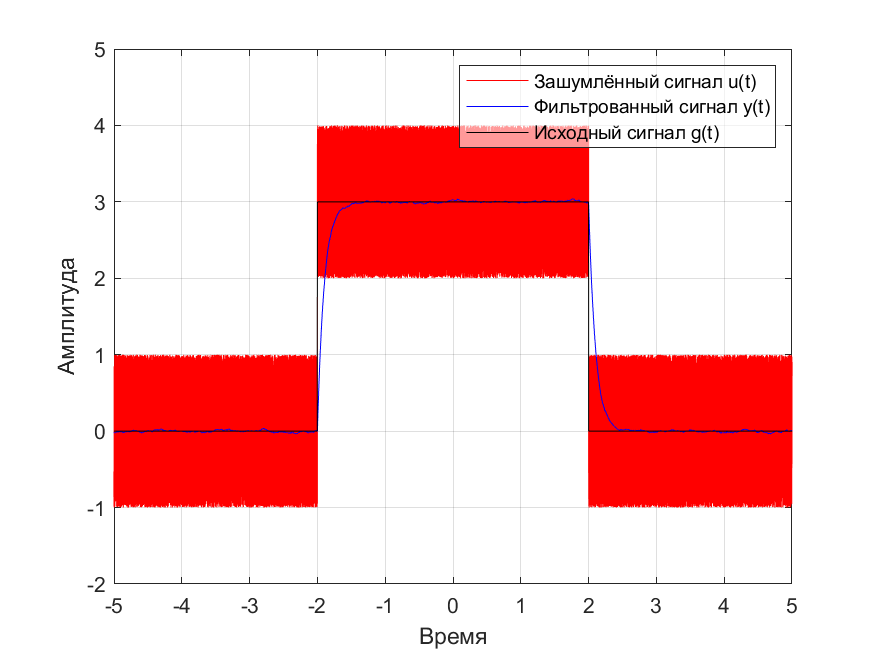 5
4
3
2
1
0
-1
-2
Амплитуда
Зашумлённый сигнал u(t)
Фильтрованный сигнал y(t)
Исходный сигнал g(t)
-5 -4 -3 -2 -1 0 1 2 3 4 5
Время